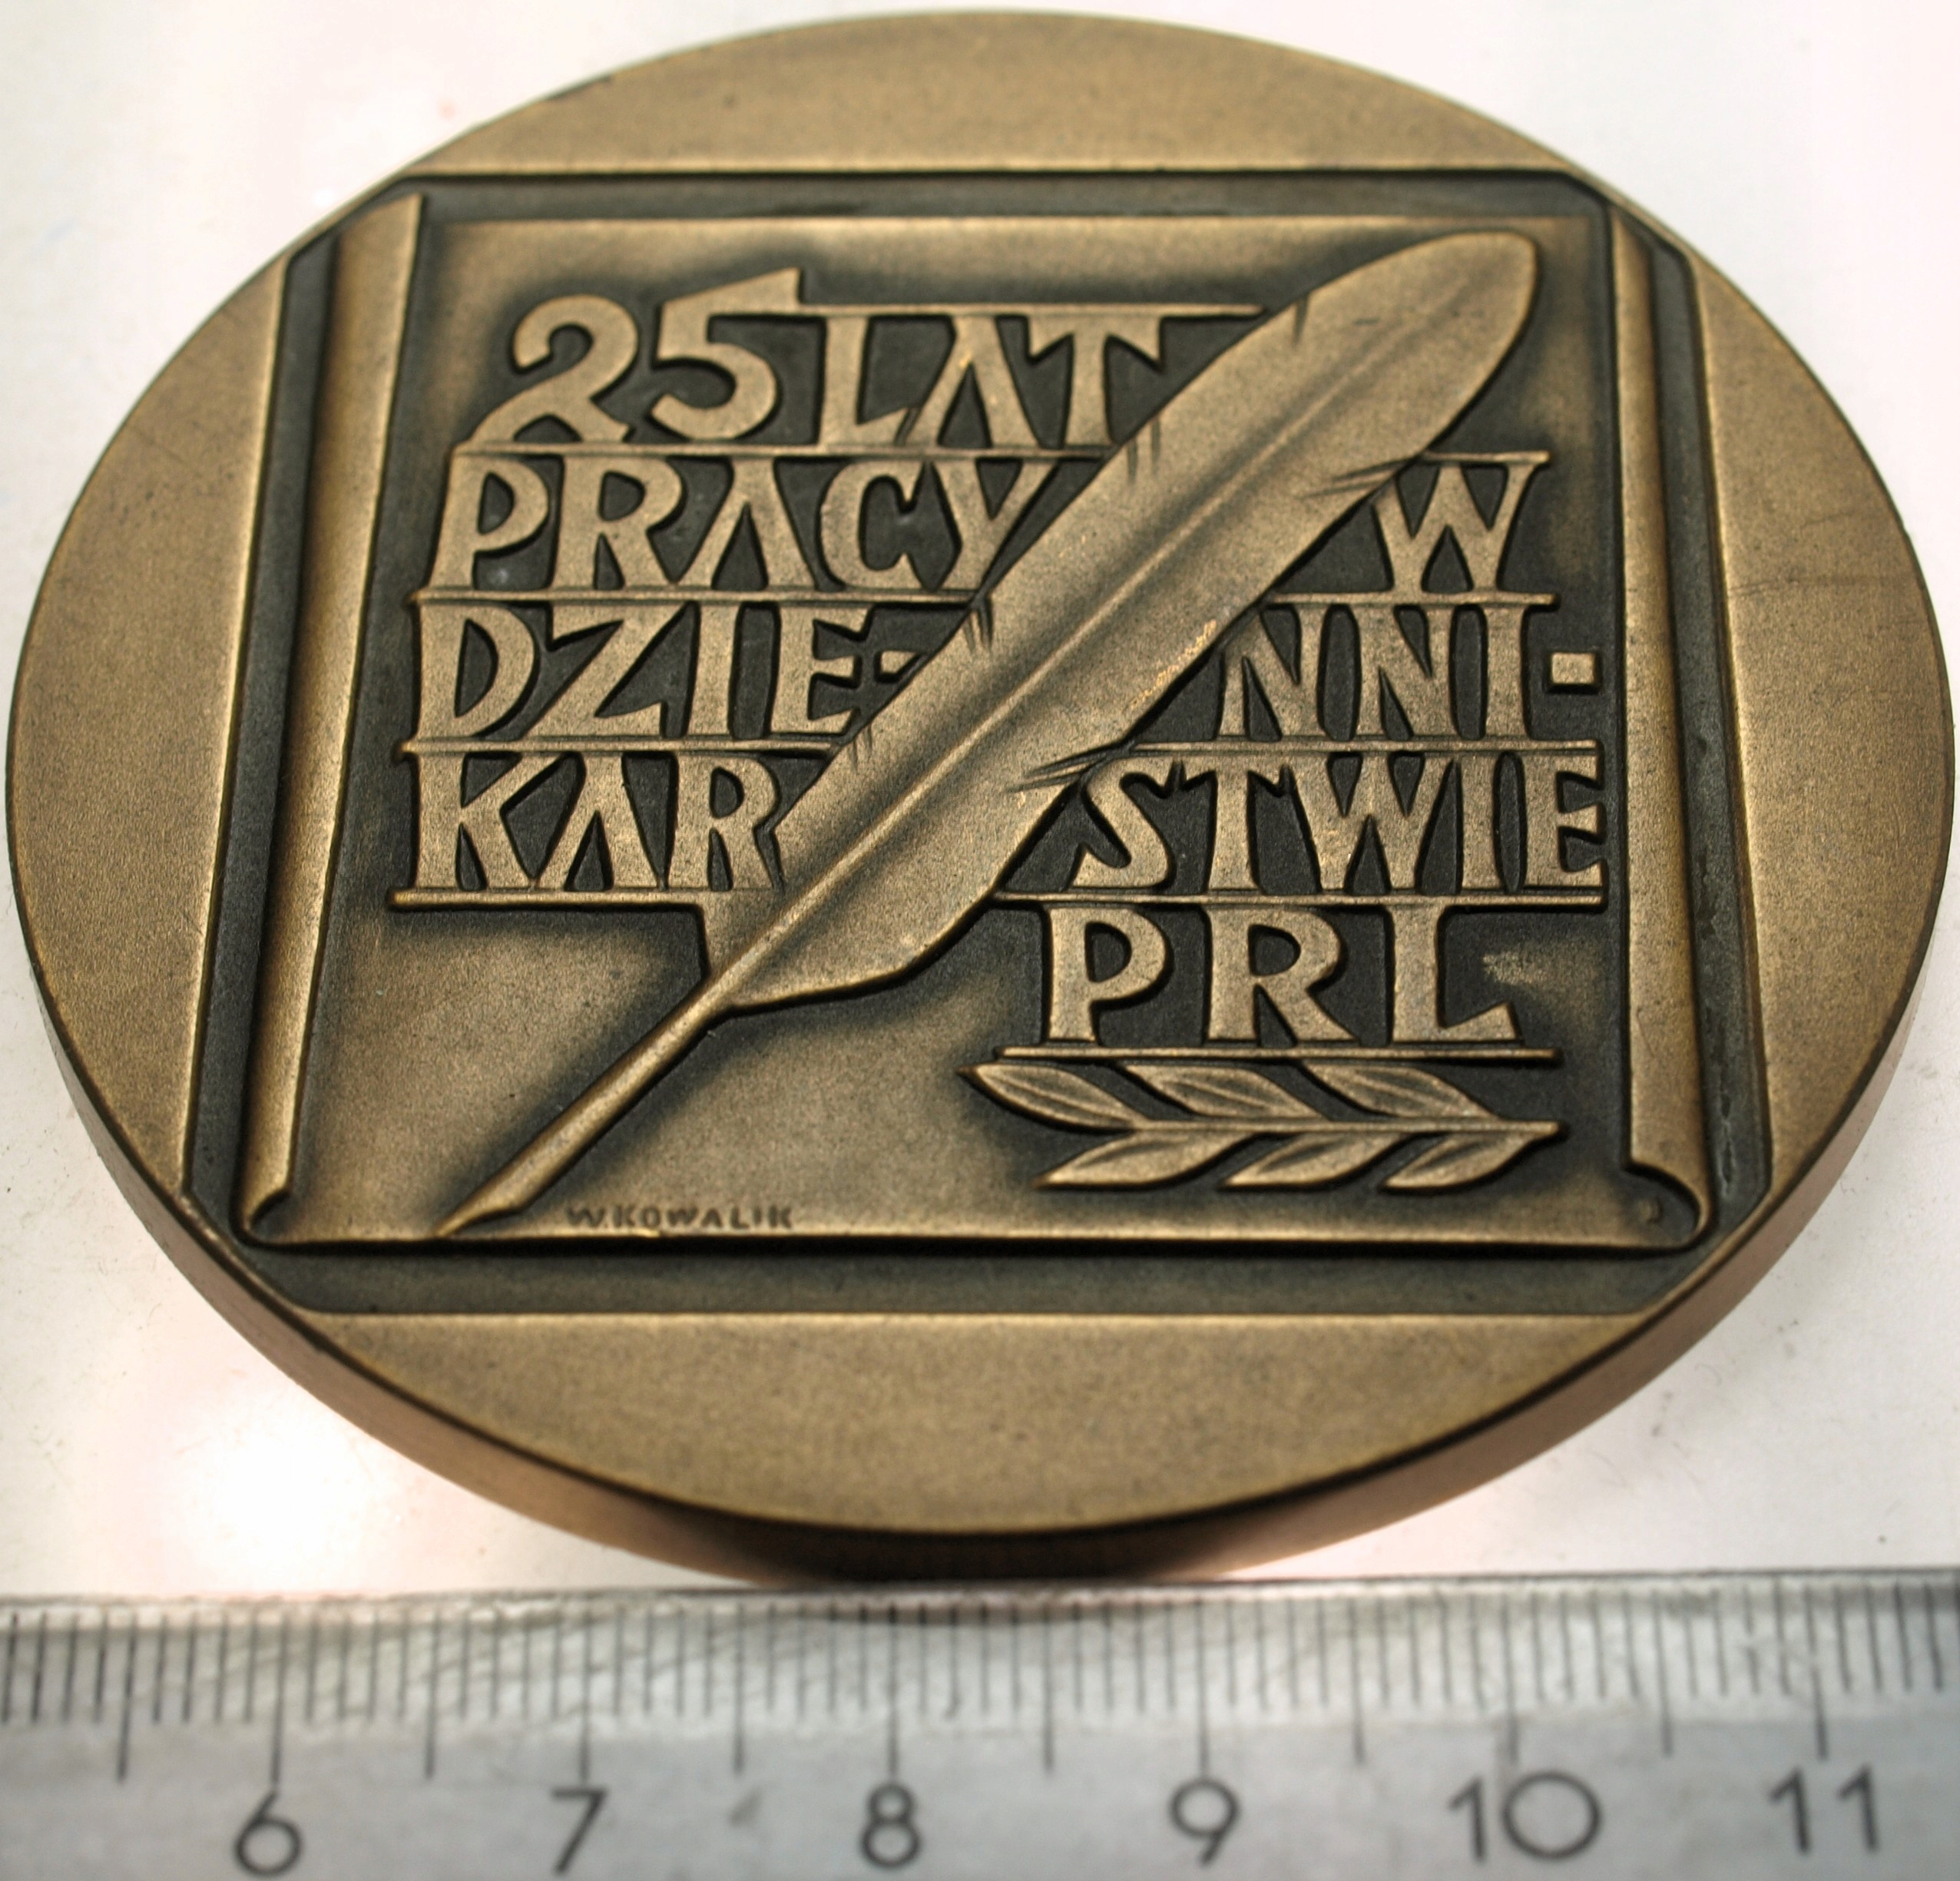 25 LAT
PRACY W
DZIE- NNI-
KAR STWIE
PRL
W. KOWALIK
6 7 8 9 10 11